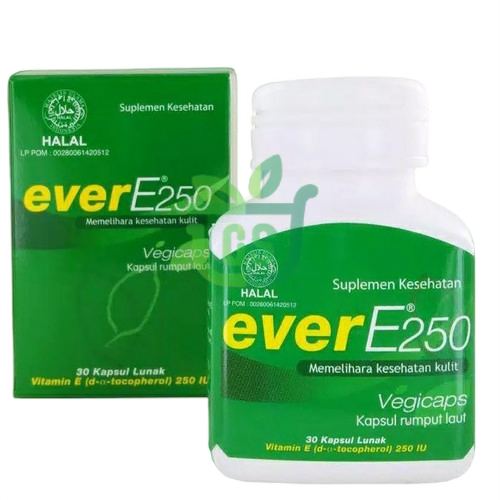 Suplemen Kesehatan
HALAL
LP POM : 00280061420512
everE250®
Memelihara kesehatan kulit
Vegicaps
Kapsul rumput laut
30 Kapsul Lunak
Vitamin E (d-α-tocopherol) 250 IU
Suplemen Kesehatan
HALAL
LP POM : 00280061420512
everE250®
Memelihara kesehatan kulit
Vegicaps
Kapsul rumput laut
30 Kapsul Lunak
Vitamin E (d-α-tocopherol) 250 IU